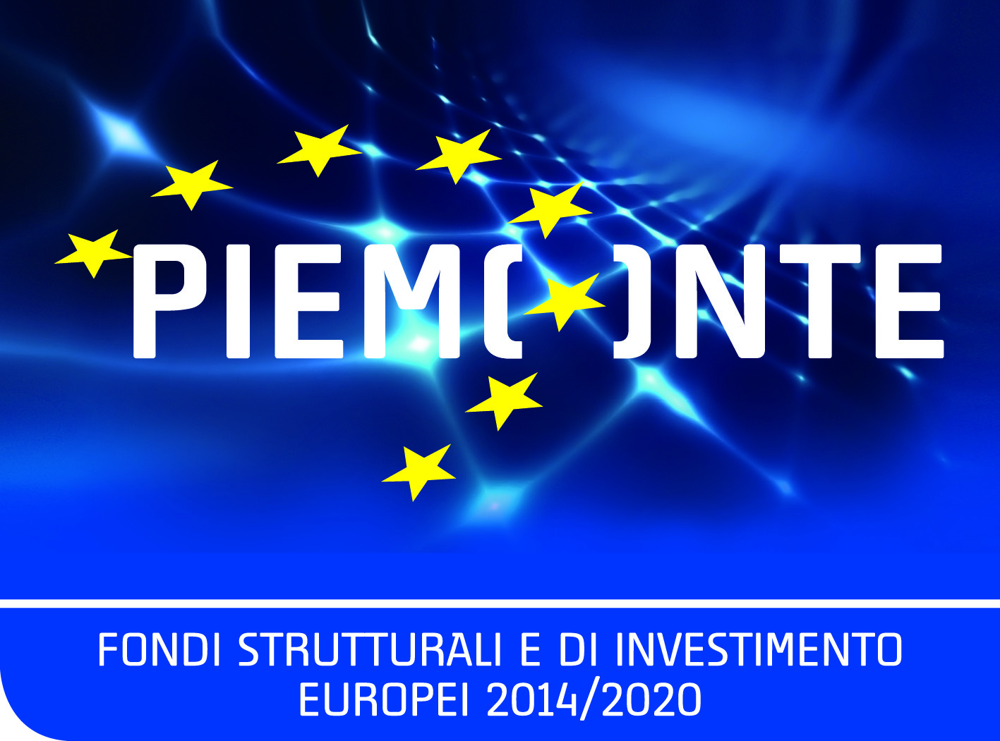 PIEMONTE
FONDI STRUTTURALI E DI INVESTIMENTO
EUROPEI 2014/2020